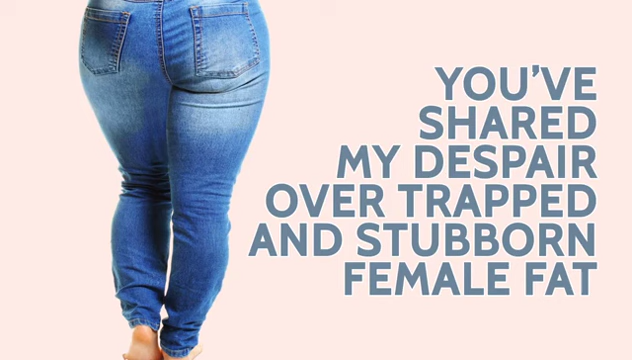 YOU'VE
SHARED
MY DESPAIR
OVER TRAPPED
AND STUBBORN
FEMALE FAT